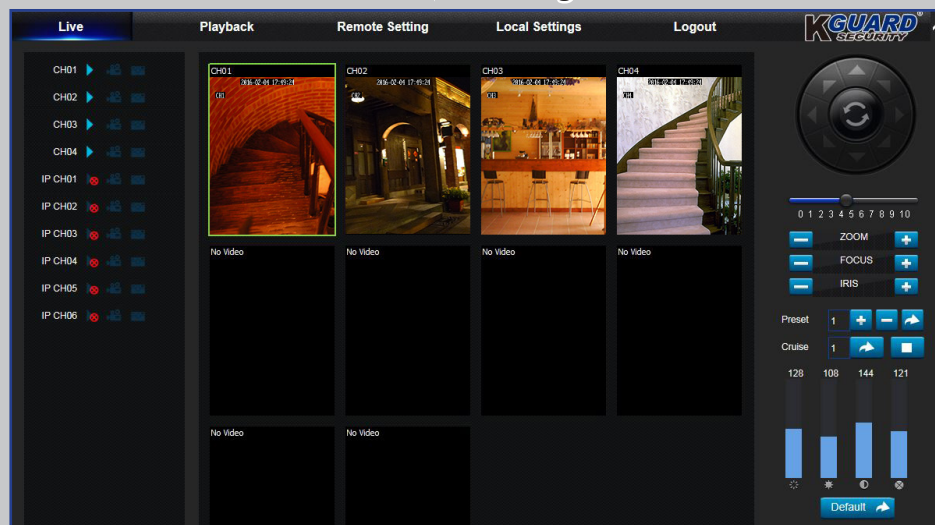 Live Playback Remote Setting Local Settings Logout KGUARD SECURITY
CH01
CH02
CH03
CH04
IP CH01
IP CH02
IP CH03
IP CH04
IP CH05
IP CH06
CH01 CH02 CH03 CH04
2016-02-04 17:49:24 2016-02-04 17:49:24 2016-02-04 17:49:24 2016-02-04 17:49:24
No Video No Video No Video No Video
No Video No Video
0 1 2 3 4 5 6 7 8 9 10
ZOOM
FOCUS
IRIS
Preset 1
Cruise 1
128 108 144 121
Default